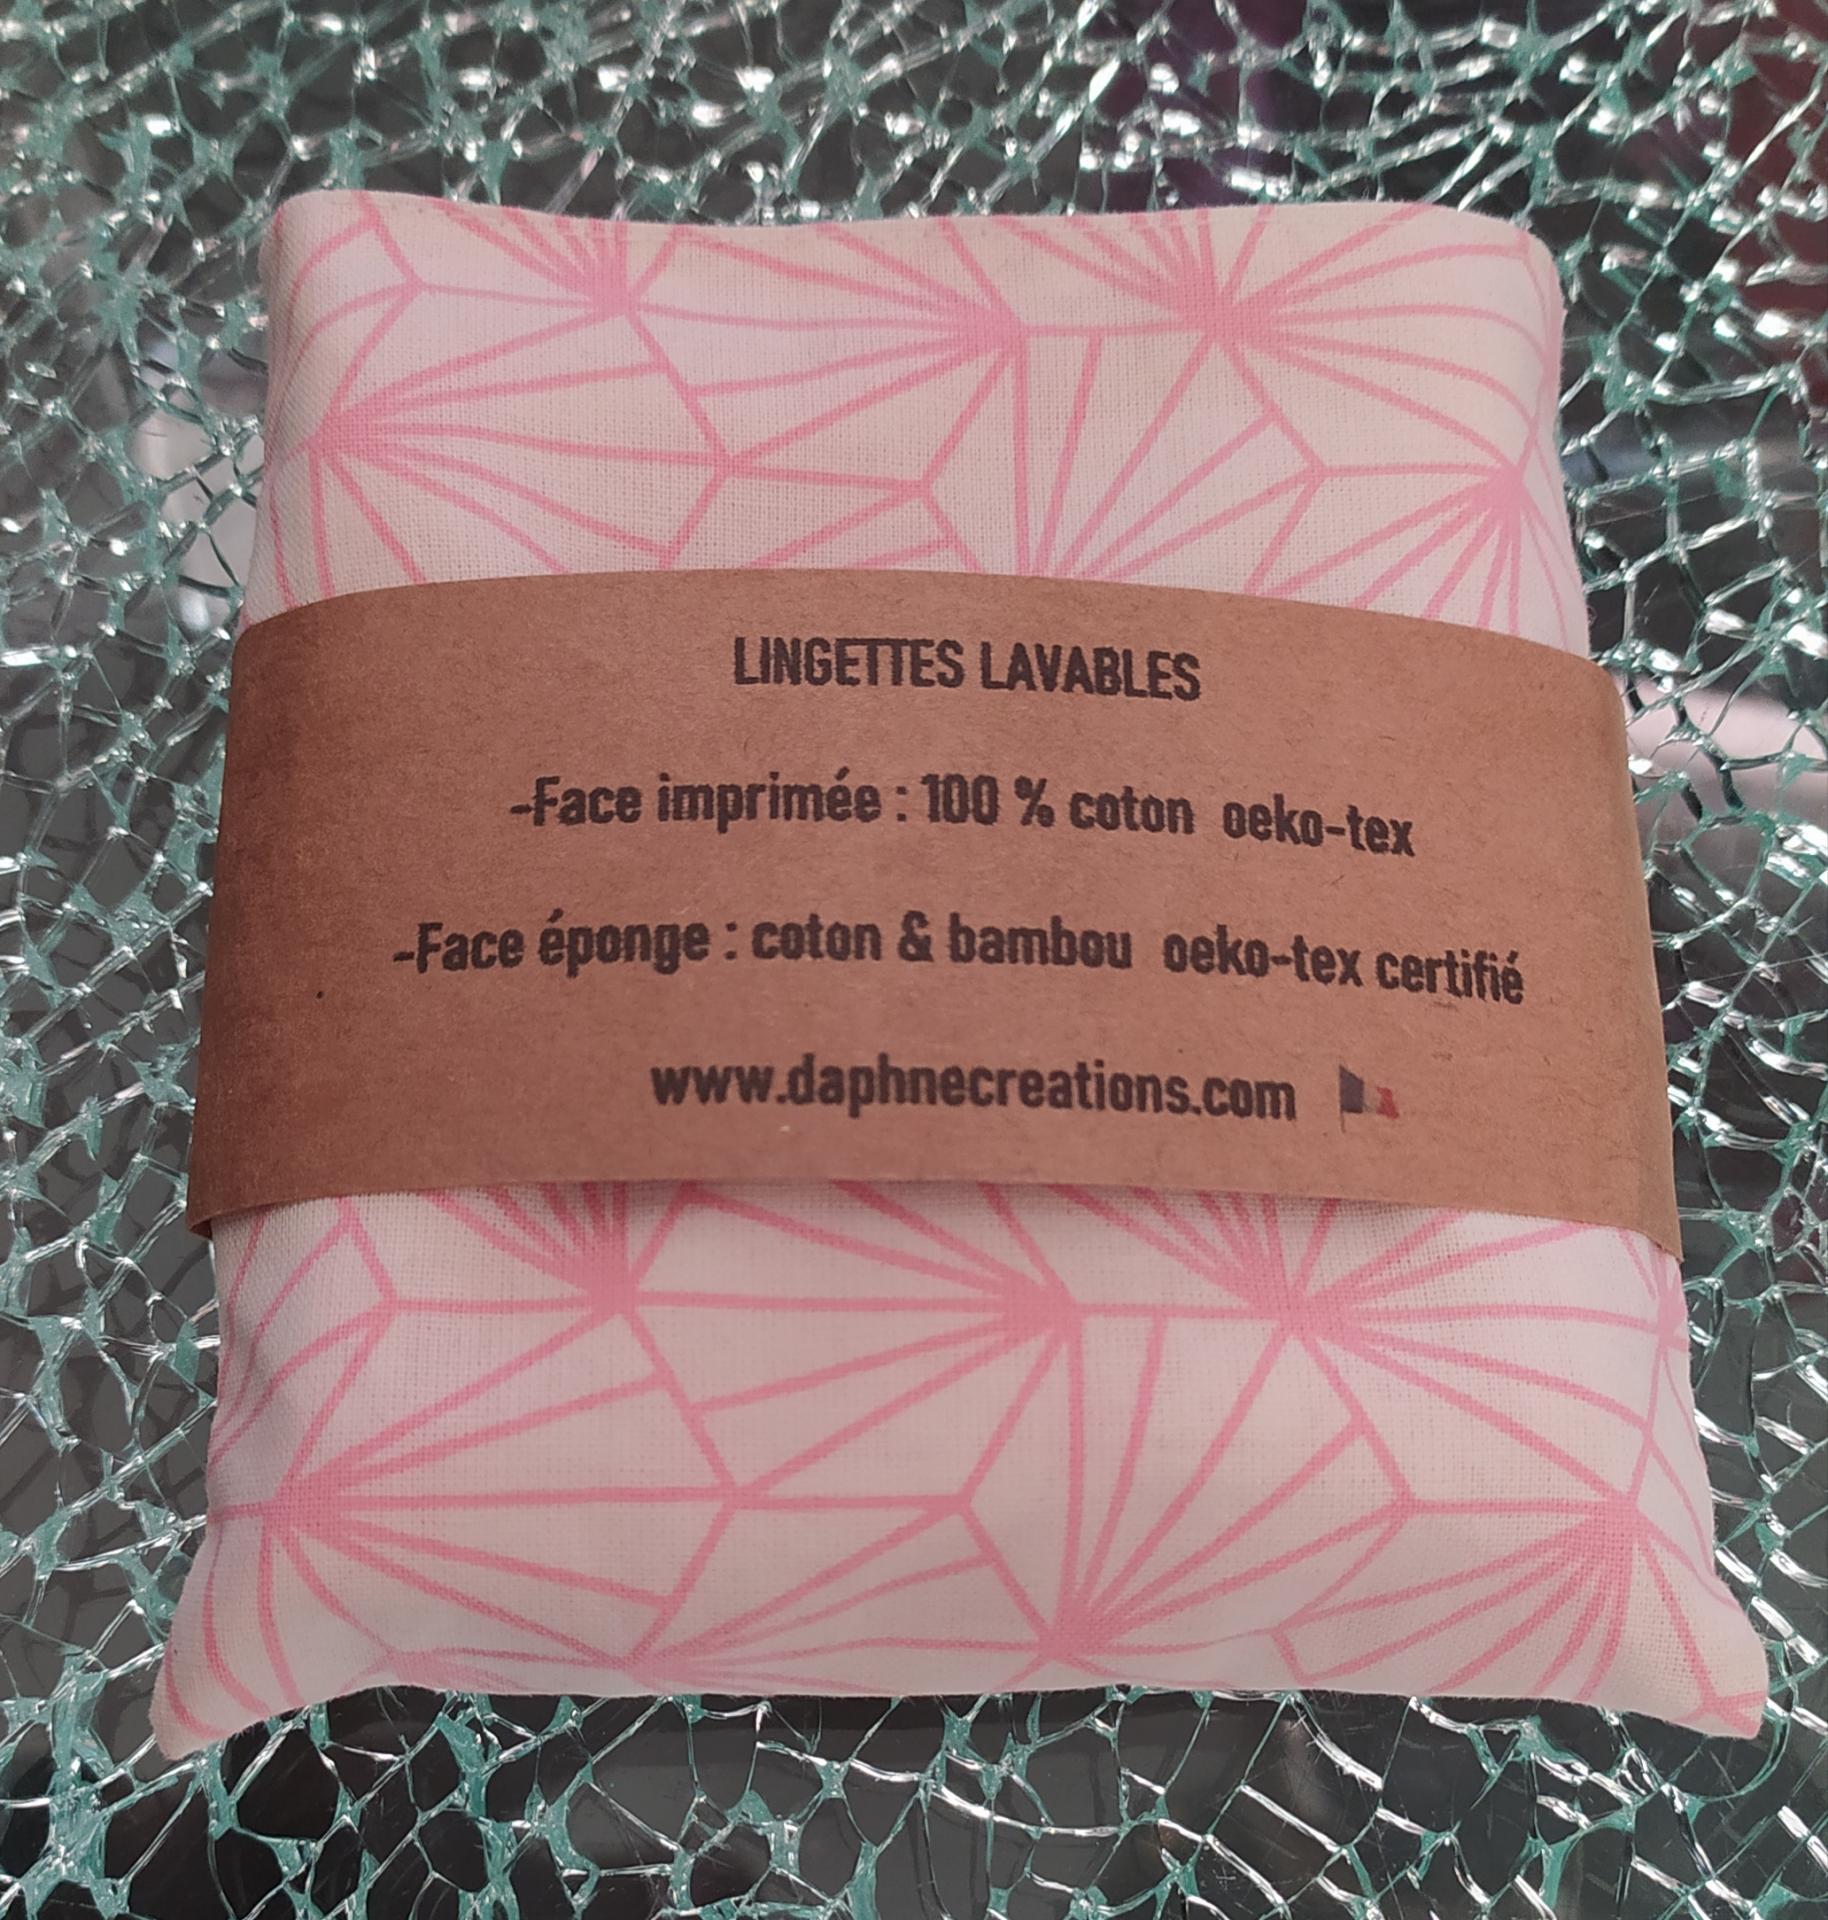 LINGETTES LAVABLES
-Face imprimée : 100 % coton oeko-tex
-Face éponge : coton & bambou oeko-tex certifié
www.daphnecreations.com